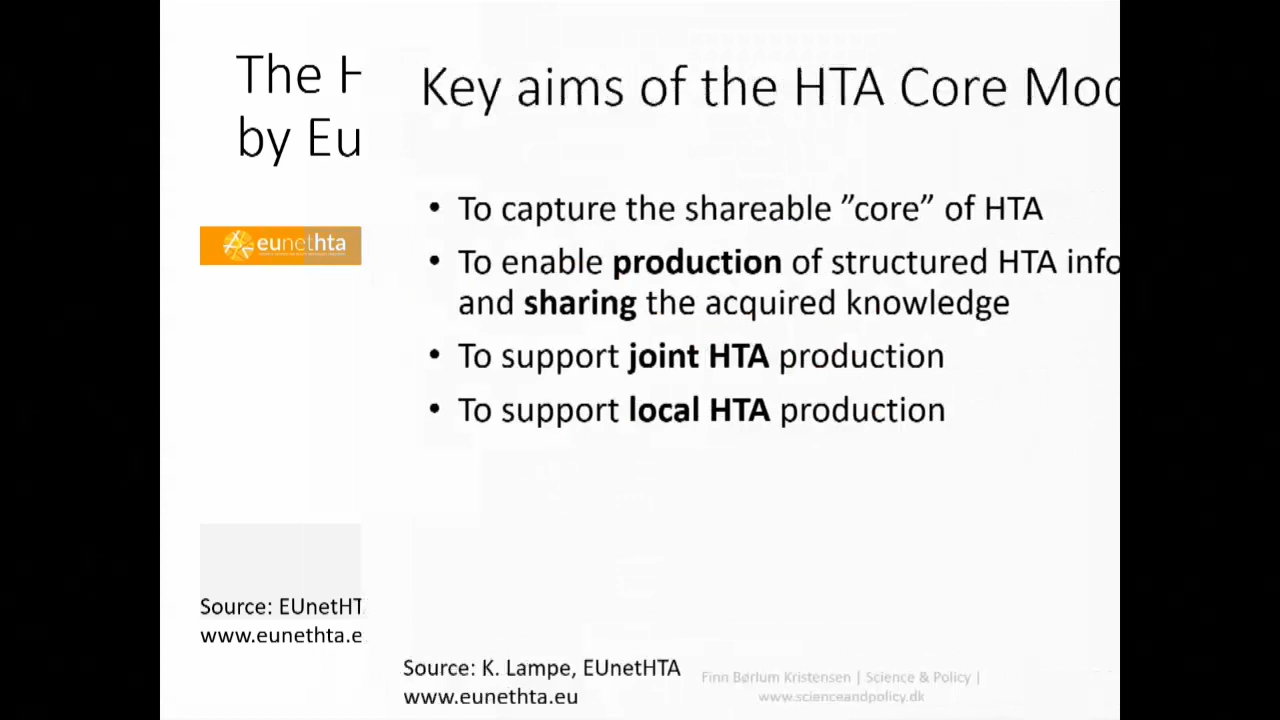 The H
by Eu
eunethta
Source: EUnetHT
www.eunethta.e
Key aims of the HTA Core Mod
• To capture the shareable ”core” of HTA
• To enable production of structured HTA info
and sharing the acquired knowledge
• To support joint HTA production
• To support local HTA production
Source: K. Lampe, EUnetHTA
www.eunethta.eu
Finn Børlum Kristensen | Science & Policy |
www.scienceandpolicy.dk